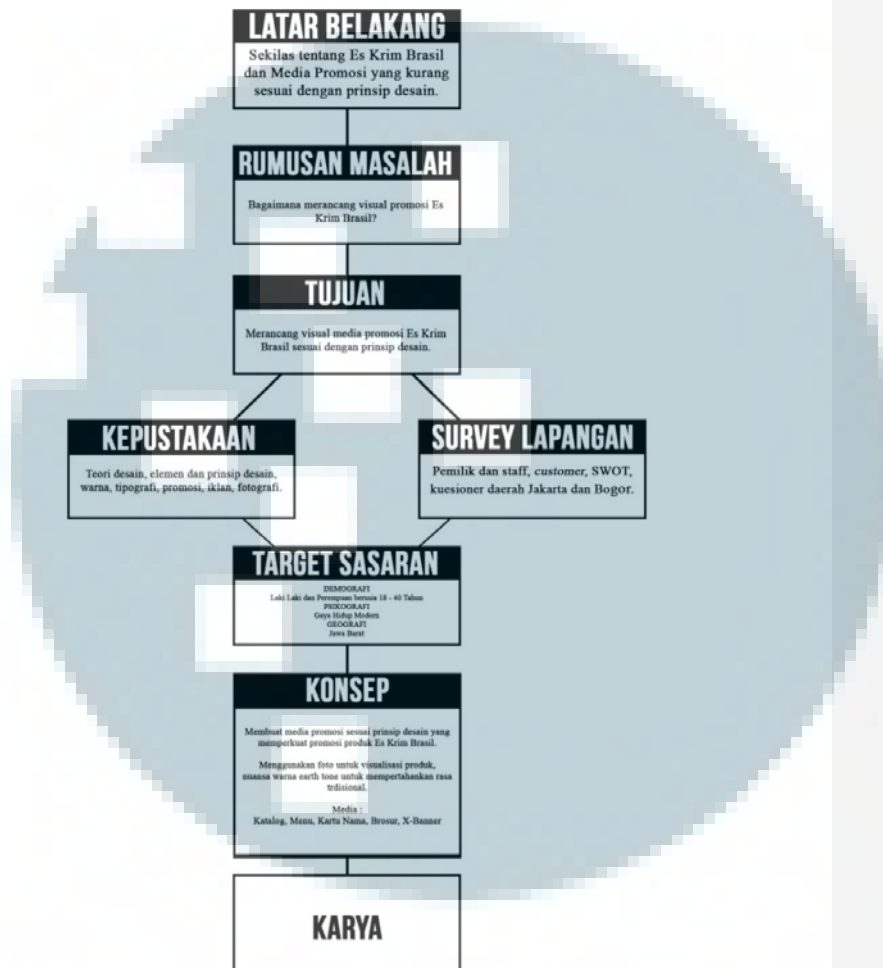 LATAR BELAKANG
Sekilas tentang Es Krim Brasil
dan Media Promosi yang kurang
sesuai dengan prinsip desain.
RUMUSAN MASALAH
Bagaimana merancang visual promosi Es
Krim Brasil?
TUJUAN
Merancang visual media promosi Es Krim
Brasil sesuai dengan prinsip desain.
KEPUSTAKAAN
Teori desain, elemen dan prinsip desain,
warna, tipografi, promosi, iklan, fotografi.
SURVEY LAPANGAN
Pemilik dan staff, customer, SWOT,
kuesioner daerah Jakarta dan Bogor.
TARGET SASARAN
DEMOGRAFI
Laki Laki dan Perempuan berusia 18 - 40 Tahun
PSIKOGRAFI
Gaya Hidup Modern
GEOGRAFI
Jawa Barat
KONSEP
Membuat media promosi sesuai prinsip desain yang
memperkuat promosi produk Es Krim Brasil.
Menggunakan foto untuk visualisasi produk,
nuansa warna earth tone untuk mempertahankan rasa
trdisional.
Media :
Katalog, Menu, Kartu Nama, Brosur, X-Banner
KARYA